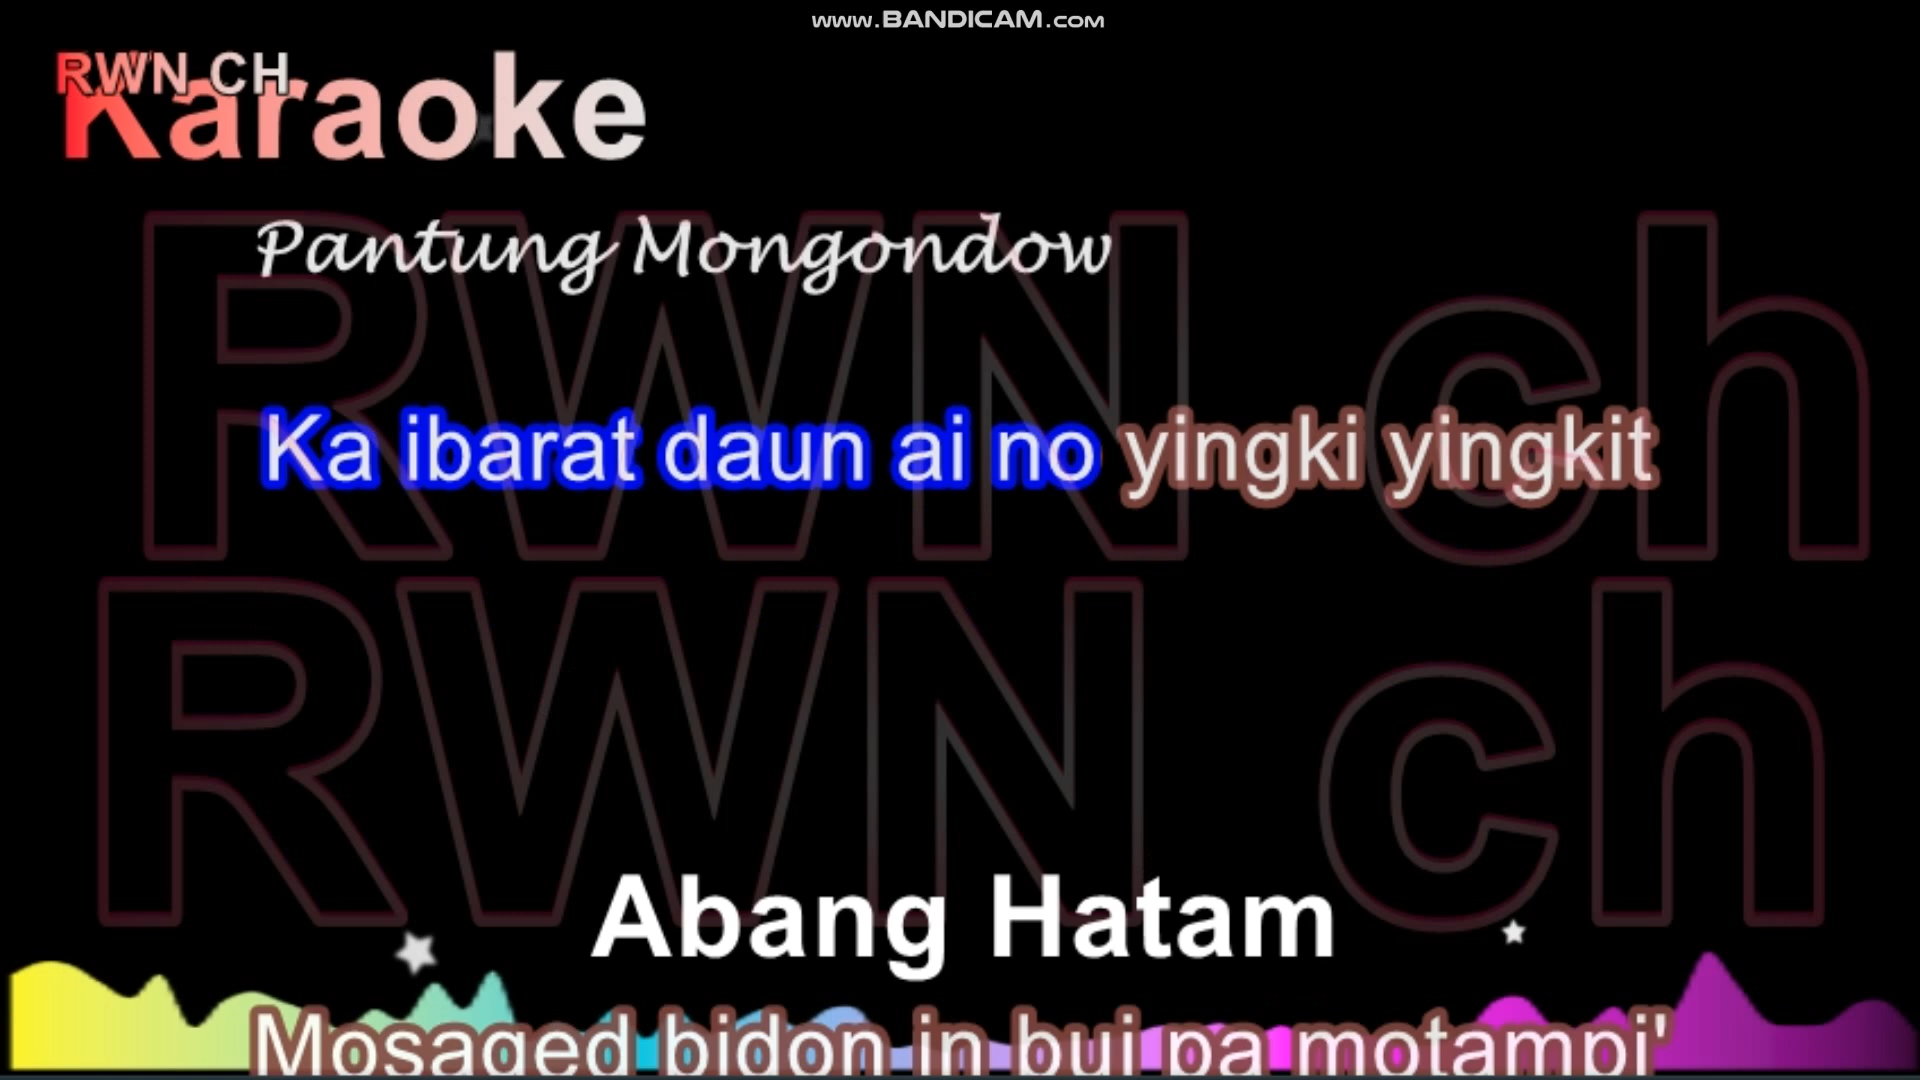 www.BANDICAM.com
RWN CH
Karaoke
Pantung Mongondow
RWN ch
Ka ibarat daun ai no yingki yingkit
RWN ch
Abang Hatam
Mosaged bidon in bui pa motampi'